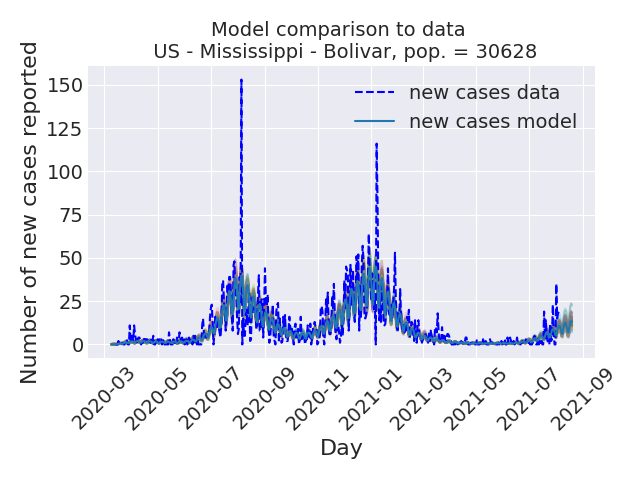 Model comparison to data
US - Mississippi - Bolivar, pop. = 30628
Number of new cases reported
150
125
100
75
50
25
0
new cases data
new cases model
2020-03
2020-05
2020-07
2020-09
2020-11
2021-01
2021-03
2021-05
2021-07
2021-09
Day